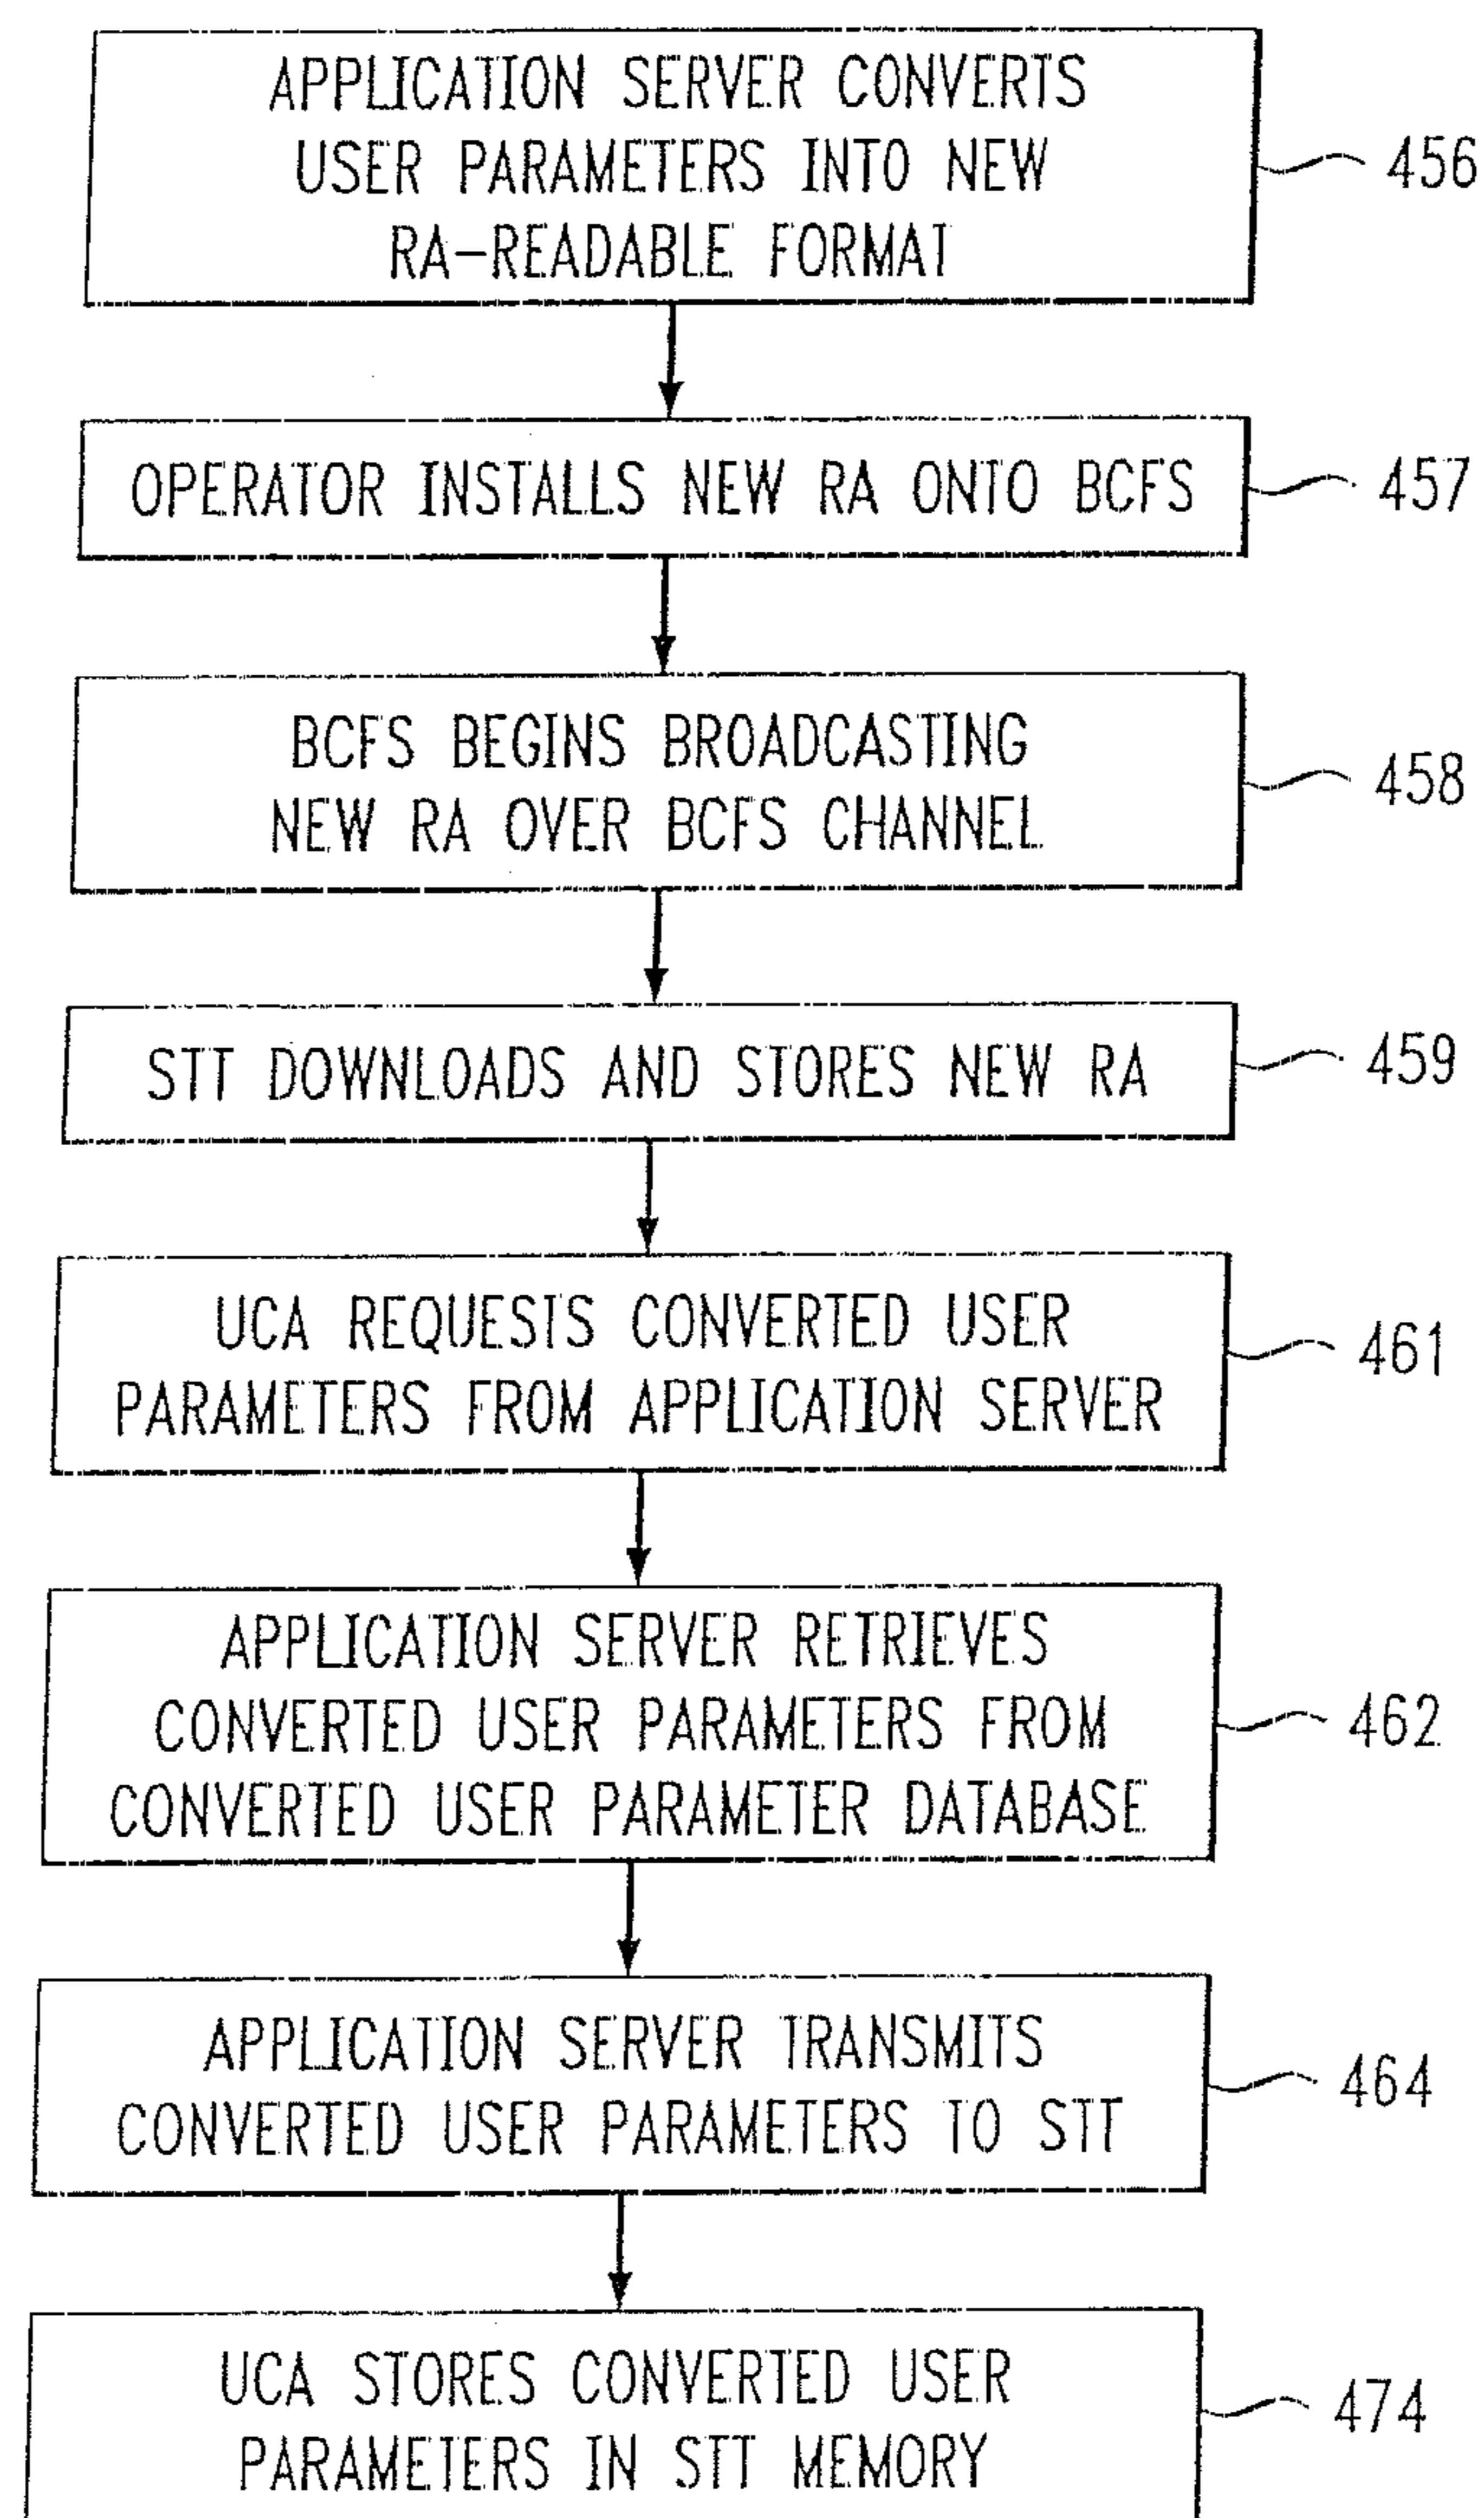 APPLICATION SERVER CONVERTS
USER PARAMETERS INTO NEW
RA-READABLE FORMAT
456
OPERATOR INSTALLS NEW RA ONTO BCFS
457
BCFS BEGINS BROADCASTING
NEW RA OVER BCFS CHANNEL
458
STT DOWNLOADS AND STORES NEW RA
459
UCA REQUESTS CONVERTED USER
PARAMETERS FROM APPLICATION SERVER
461
APPLICATION SERVER RETRIEVES
CONVERTED USER PARAMETERS FROM
CONVERTED USER PARAMETER DATABASE
462
APPLICATION SERVER TRANSMITS
CONVERTED USER PARAMETERS TO STT
464
UCA STORES CONVERTED USER
PARAMETERS IN STT MEMORY
474